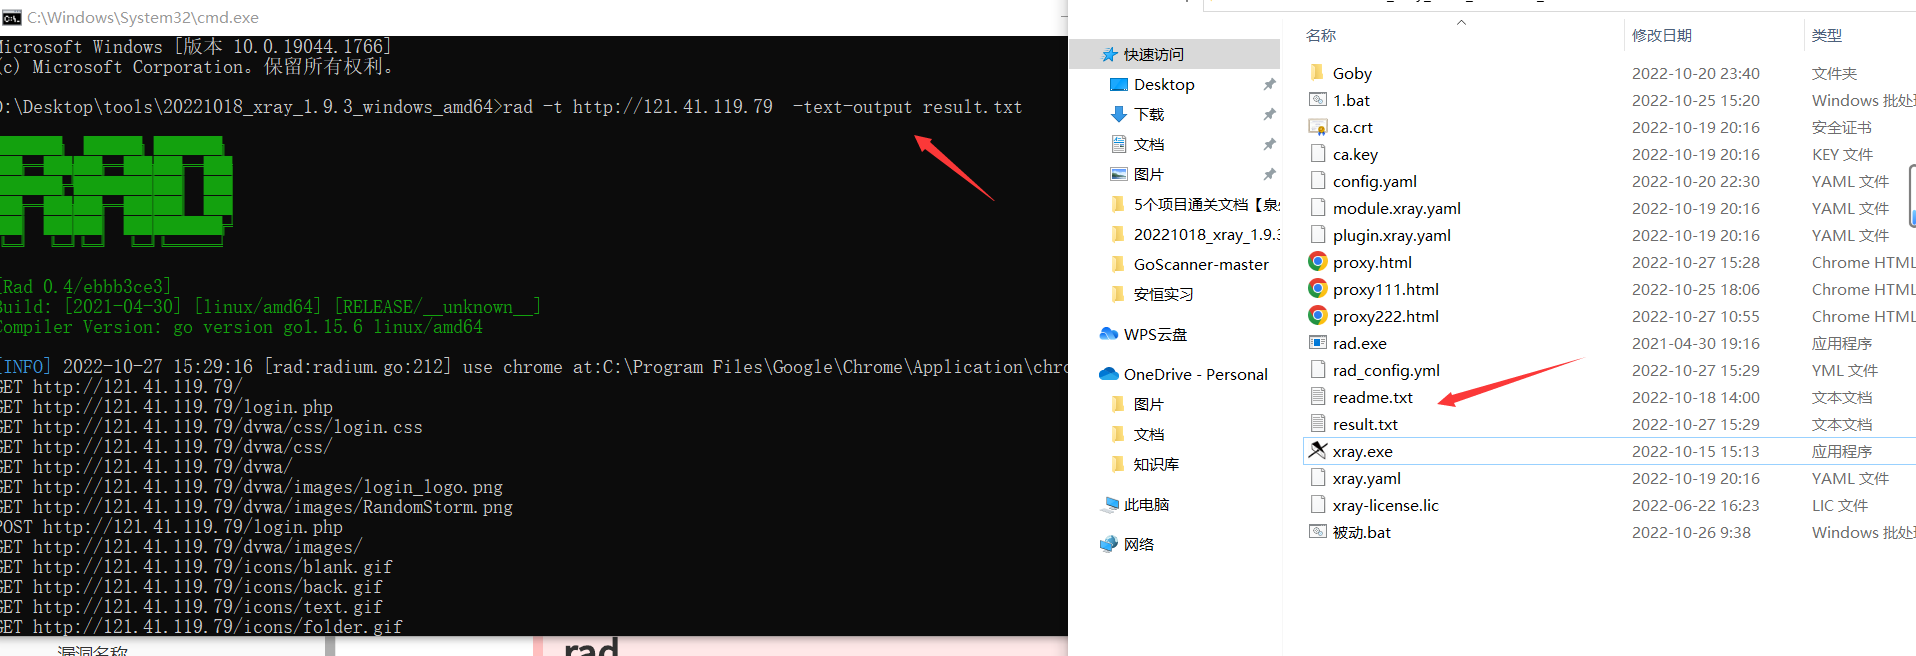 C:\Windows\System32\cmd.exe
Microsoft Windows [版本 10.0.19044.1766]
(c) Microsoft Corporation。保留所有权利。
D:\Desktop\tools\20221018_xray_1.9.3_windows_amd64>rad -t http://121.41.119.79  -text-output result.txt
RAD
[Rad 0.4/ebbb3ce3]
Build: [2021-04-30] [linux/amd64] [RELEASE/__unknown__]
Compiler Version: go version go1.15.6 linux/amd64
[INFO] 2022-10-27 15:29:16 [rad:radium.go:212] use chrome at:C:\Program Files\Google\Chrome\Application\chro
GET http://121.41.119.79/
GET http://121.41.119.79/login.php
GET http://121.41.119.79/dvwa/css/login.css
GET http://121.41.119.79/dvwa/css/
GET http://121.41.119.79/dvwa/
GET http://121.41.119.79/dvwa/images/login_logo.png
GET http://121.41.119.79/dvwa/images/RandomStorm.png
POST http://121.41.119.79/login.php
GET http://121.41.119.79/dvwa/images/
GET http://121.41.119.79/icons/blank.gif
GET http://121.41.119.79/icons/back.gif
GET http://121.41.119.79/icons/text.gif
GET http://121.41.119.79/icons/folder.gif
漏洞名称
rad
快速访问
Desktop
下载
文档
图片
5个项目通关文档【泉
20221018_xray_1.9.3
GoScanner-master
安恒实习
WPS云盘
OneDrive - Personal
图片
文档
知识库
此电脑
网络
名称 修改日期 类型
Goby 2022-10-20 23:40 文件夹
1.bat 2022-10-25 15:20 Windows 批处
ca.crt 2022-10-19 20:16 安全证书
ca.key 2022-10-19 20:16 KEY 文件
config.yaml 2022-10-20 22:30 YAML 文件
module.xray.yaml 2022-10-19 20:16 YAML 文件
plugin.xray.yaml 2022-10-19 20:16 YAML 文件
proxy.html 2022-10-27 15:28 Chrome HTML
proxy111.html 2022-10-25 18:06 Chrome HTML
proxy222.html 2022-10-27 10:55 Chrome HTML
rad.exe 2021-04-30 19:16 应用程序
rad_config.yml 2022-10-27 15:29 YML 文件
readme.txt 2022-10-18 14:00 文本文档
result.txt 2022-10-27 15:29 文本文档
xray.exe 2022-10-15 15:13 应用程序
xray.yaml 2022-10-19 20:16 YAML 文件
xray-license.lic 2022-06-22 16:23 LIC 文件
被动.bat 2022-10-26 9:38 Windows 批处